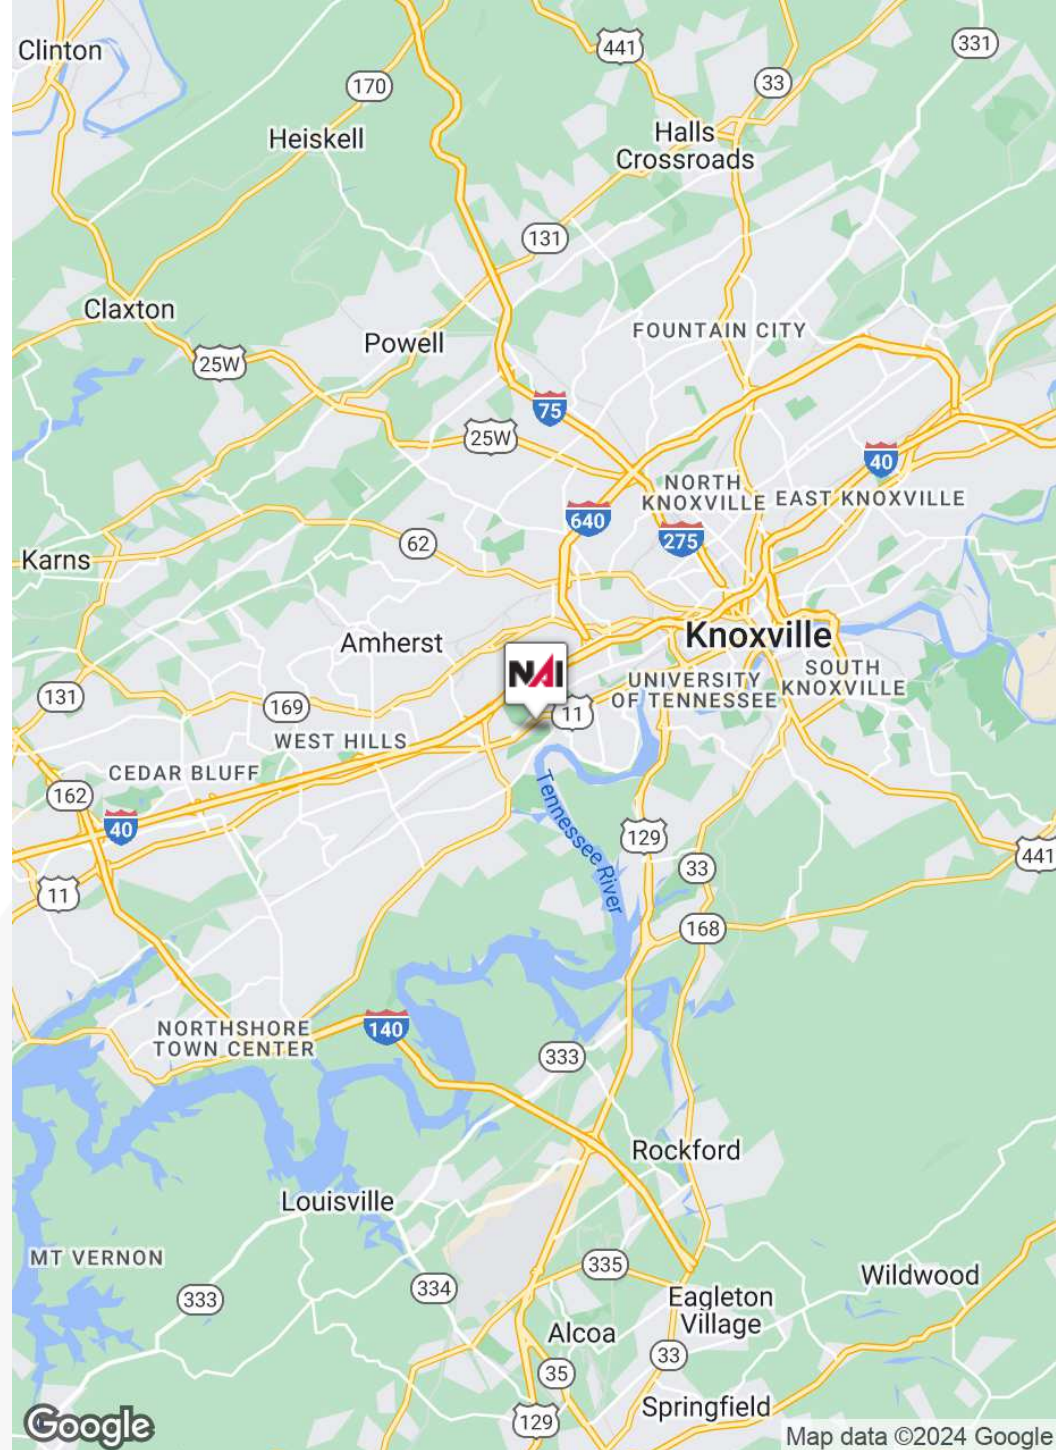 Clinton
441
331
170
33
Heiskell
Halls
Crossroads
131
Claxton
FOUNTAIN CITY
Powell
25W
75
25W
40
NORTH
KNOXVILLE
EAST KNOXVILLE
640
275
62
Karns
Knoxville
Amherst
NAI
SOUTH
KNOXVILLE
UNIVERSITY
OF TENNESSEE
131
169
11
WEST HILLS
CEDAR BLUFF
162
40
Tennessee River
129
441
33
11
168
NORTHSHORE
TOWN CENTER
140
333
Rockford
Louisville
MT VERNON
335
Wildwood
334
333
Eagleton
Village
Alcoa
33
35
Springfield
129
Google
Map data ©2024 Google